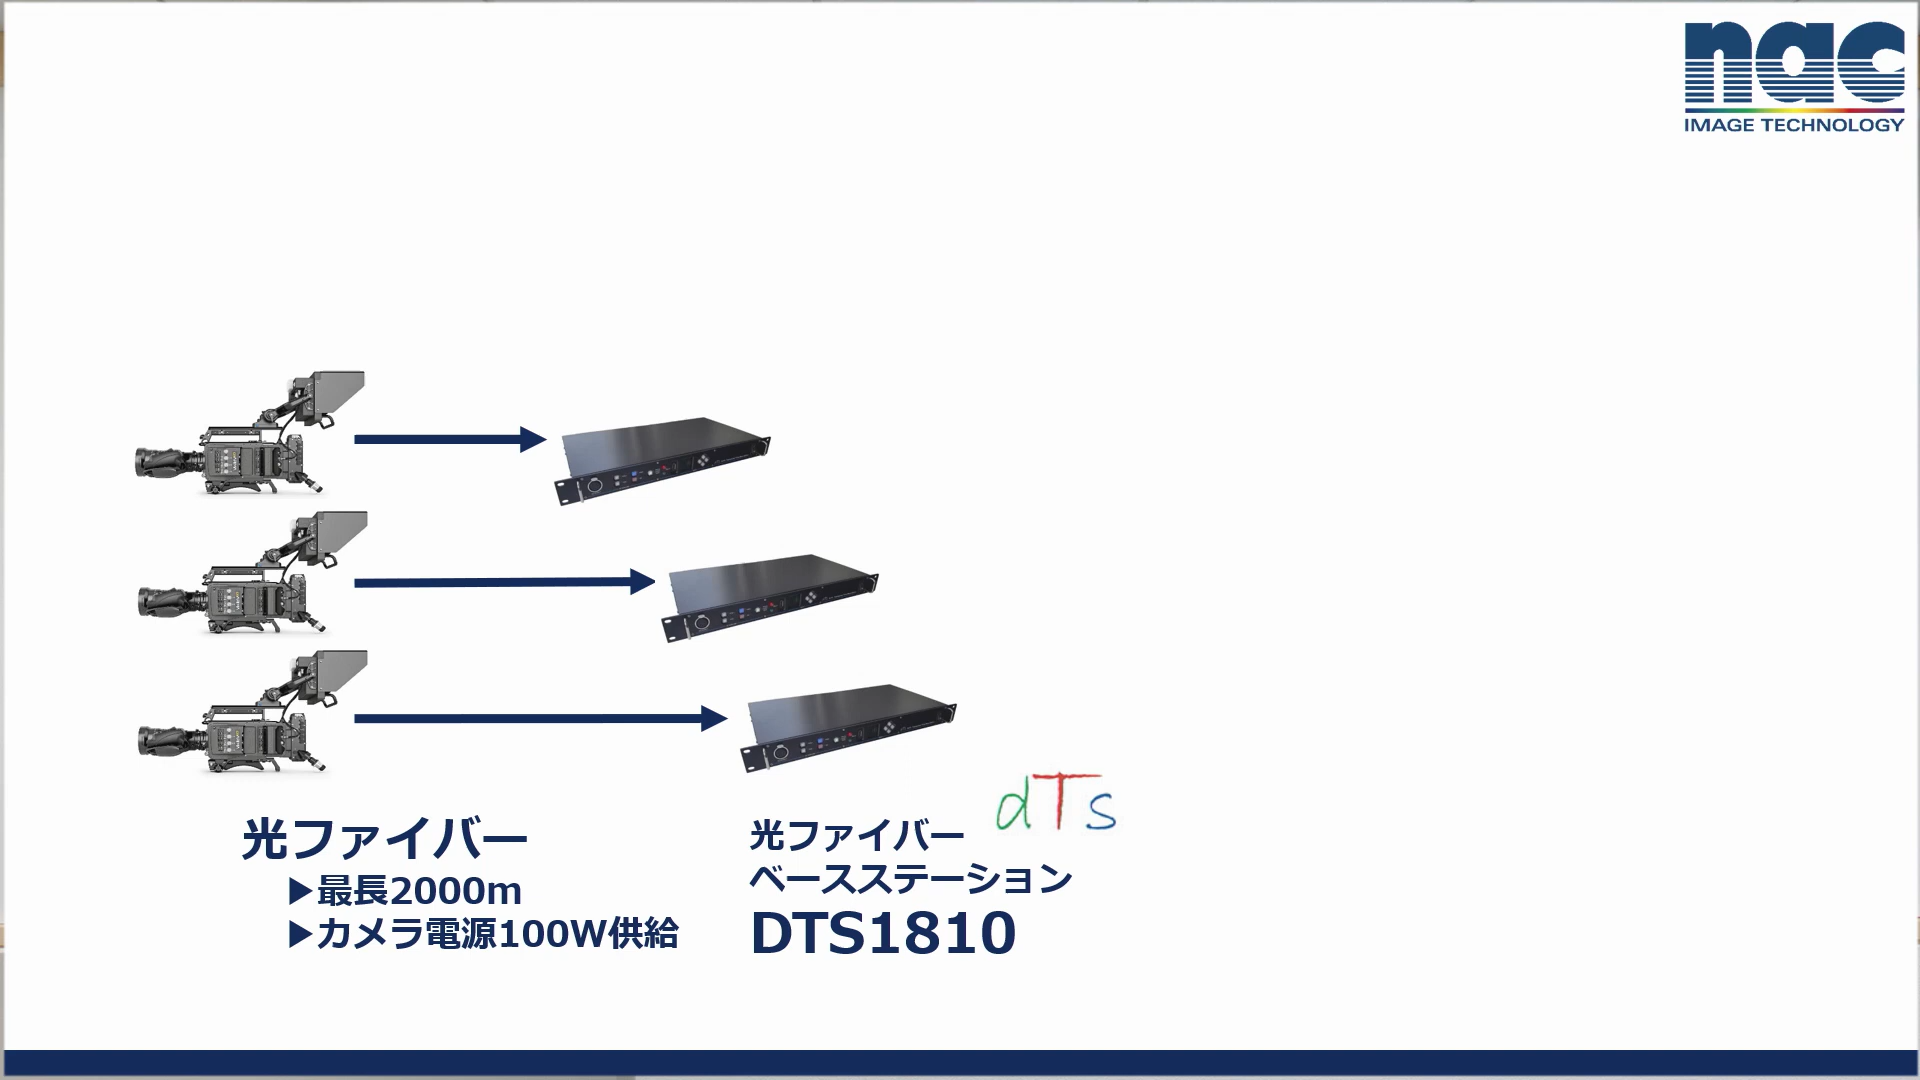 nac
IMAGE TECHNOLOGY
光ファイバー
▶最長2000m
▶カメラ電源100W供給
dTs
光ファイバー
ベースステーション
DTS1810